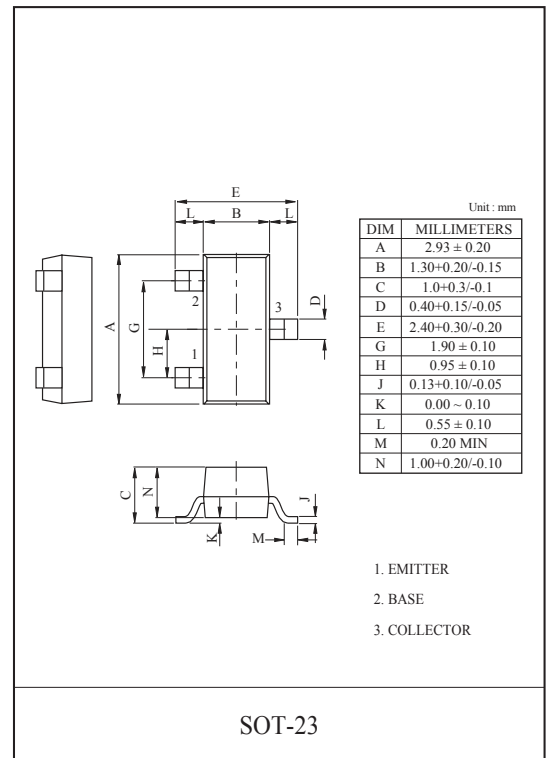 E
L B L
2
3
D
A
G
H
1
Unit : mm
DIM MILLIMETERS
A 2.93 ± 0.20
B 1.30+0.20/-0.15
C 1.0+0.3/-0.1
D 0.40+0.15/-0.05
E 2.40+0.30/-0.20
G 1.90 ± 0.10
H 0.95 ± 0.10
J 0.13+0.10/-0.05
K 0.00 ~ 0.10
L 0.55 ± 0.10
M 0.20 MIN
N 1.00+0.20/-0.10
C
N
K
M
J
1. EMITTER
2. BASE
3. COLLECTOR
SOT-23